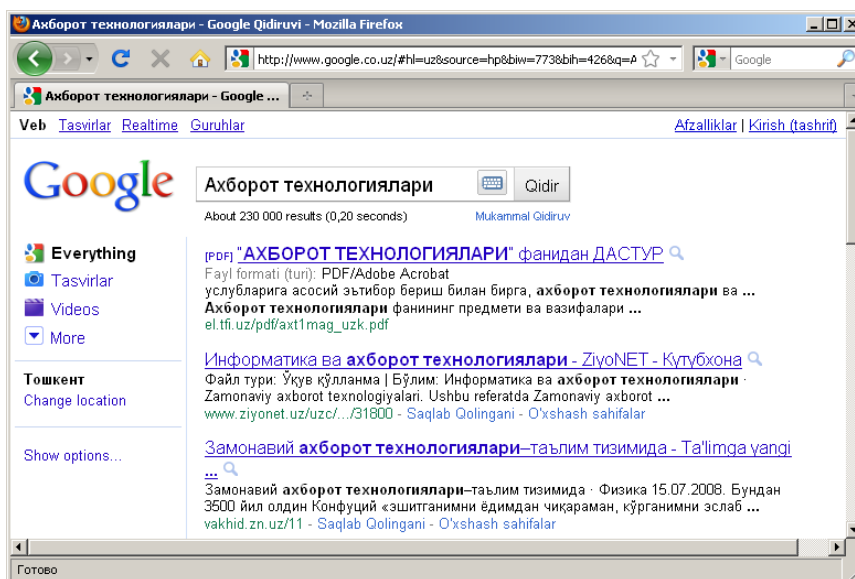 Ахборот технологиялари - Google Qidiruvi - Mozilla Firefox
http://www.google.co.uz/#hl=uz&source=hp&biw=773&bih=426&q=А
Google
Ахборот технологиялари - Google ...
Veb Tasvirlar Realtime Guruhlar
Afzalliklar | Kirish (tashrif)
Google
Ахборот технологиялари
Qidir
About 230 000 results (0,20 seconds)
Mukammal Qidiruv
Everything
Tasvirlar
Videos
More
Тошкент
Change location
Show options...
[PDF] "АХБОРОТ ТЕХНОЛОГИЯЛАРИ" фанидан ДАСТУР
Fayl formati (turi): PDF/Adobe Acrobat
услубларига асосий эътибор бериш билан бирга, ахборот технологиялари ва ...
Ахборот технологиялари фанининг предмети ва вазифалари ...
el.tfi.uz/pdf/axt1mag_uzk.pdf
Информатика ва ахборот технологиялари - ZiyoNET - Кутубхона
Файл тури: Ўқув қўлланма | Бўлим: Информатика ва ахборот технологиялари ·
Zamonaviy axborot texnologiyalari. Ushbu referatda Zamonaviy axborot ...
www.ziyonet.uz/uzc/.../31800 - Saqlab Qolingani - O'xshash sahifalar
Замонавий ахборот технологиялари–таълим тизимида - Ta'limga yangi
...
Замонавий ахборот технологиялари–таълим тизимида · Физика 15.07.2008. Бундан
3500 йил олдин Конфуций «эшитганимни ёдимдан чиқараман, кўрганимни эслаб ...
vakhid.zn.uz/11 - Saqlab Qolingani - O'xshash sahifalar
Готово